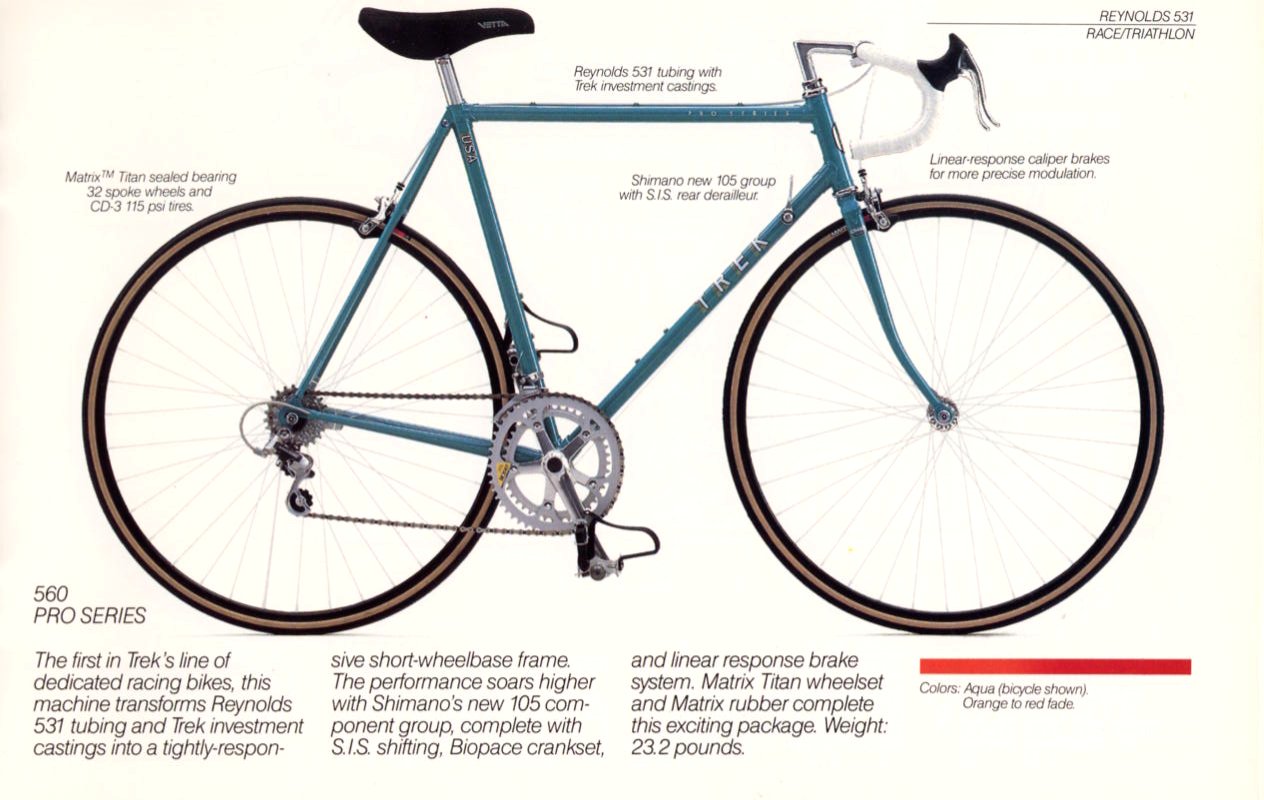 VETTA
REYNOLDS 531
RACE/TRIATHLON
Reynolds 531 tubing with
Trek investment castings.
PRO SERIES
USA
Matrix™ Titan sealed bearing
32 spoke wheels and
CD-3 115 psi tires.
Shimano new 105 group
with S.I.S. rear derailleur.
Linear-response caliper brakes
for more precise modulation.
TREK
560
PRO SERIES
The first in Trek's line of
dedicated racing bikes, this
machine transforms Reynolds
531 tubing and Trek investment
castings into a tightly-respon-
sive short-wheelbase frame.
The performance soars higher
with Shimano's new 105 com-
ponent group, complete with
S.I.S. shifting, Biopace crankset,
and linear response brake
system. Matrix Titan wheelset
and Matrix rubber complete
this exciting package. Weight:
23.2 pounds.
Colors: Aqua (bicycle shown).
Orange to red fade.